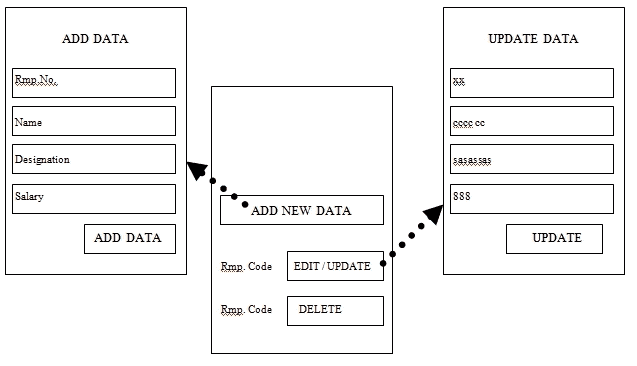 ADD DATA
Rmp.No.
Name
Designation
Salary
ADD DATA
ADD NEW DATA
Rmp. Code
EDIT / UPDATE
Rmp. Code
DELETE
UPDATE DATA
xx
cccc cc
sasassas
888
UPDATE